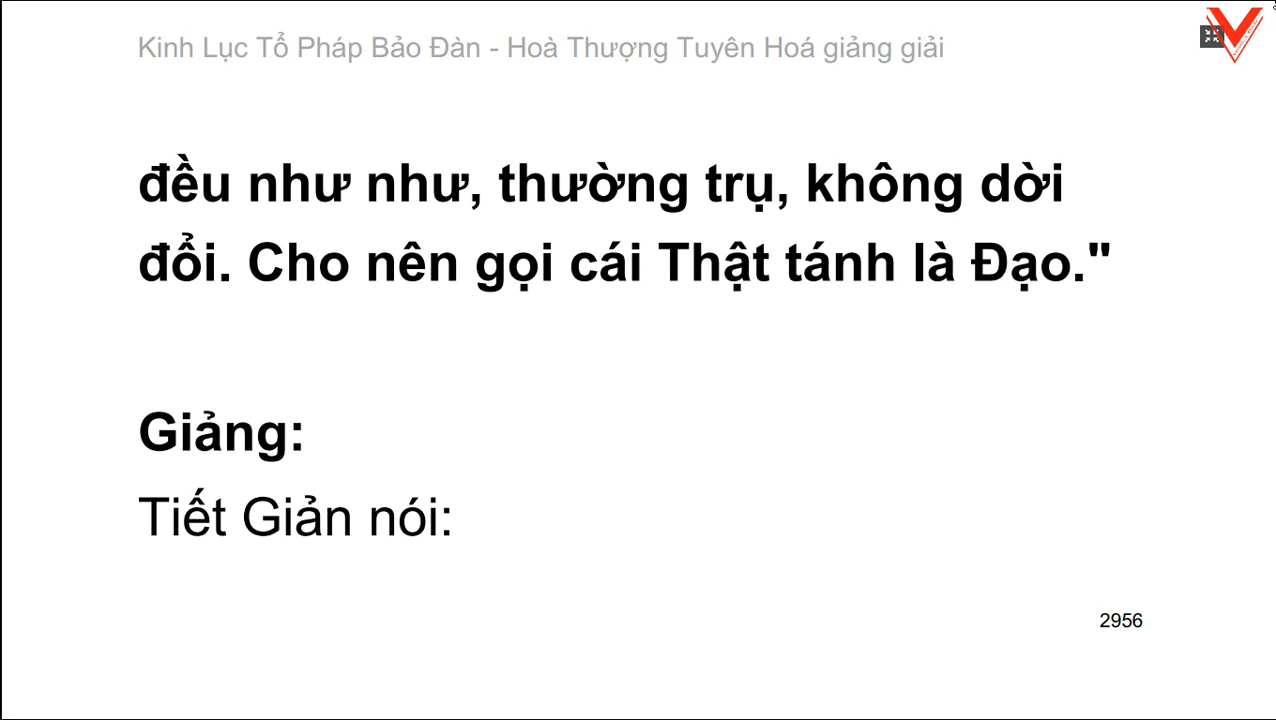 Kinh Lục Tổ Pháp Bảo Đàn - Hoà Thượng Tuyên Hoá giảng giải
đều như như, thường trụ, không dời
đổi. Cho nên gọi cái Thật tánh là Đạo."
Giảng:
Tiết Giản nói:
2956